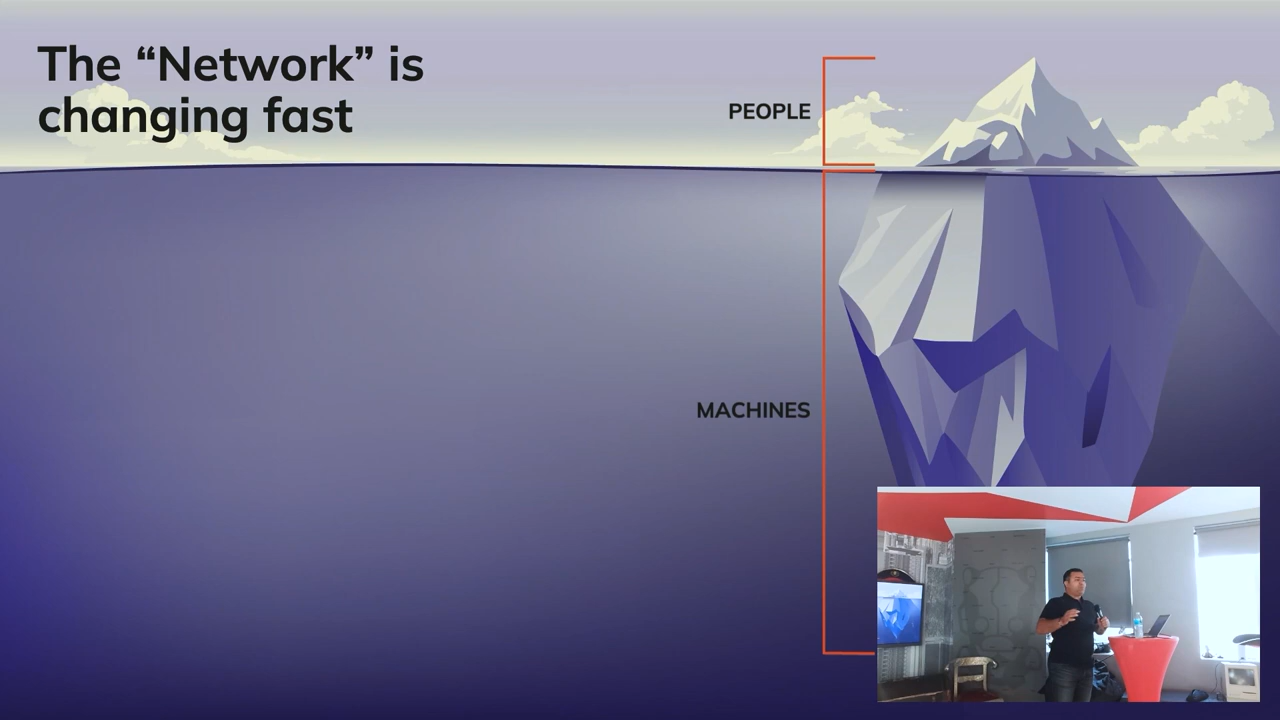 The “Network” is
changing fast
PEOPLE
MACHINES